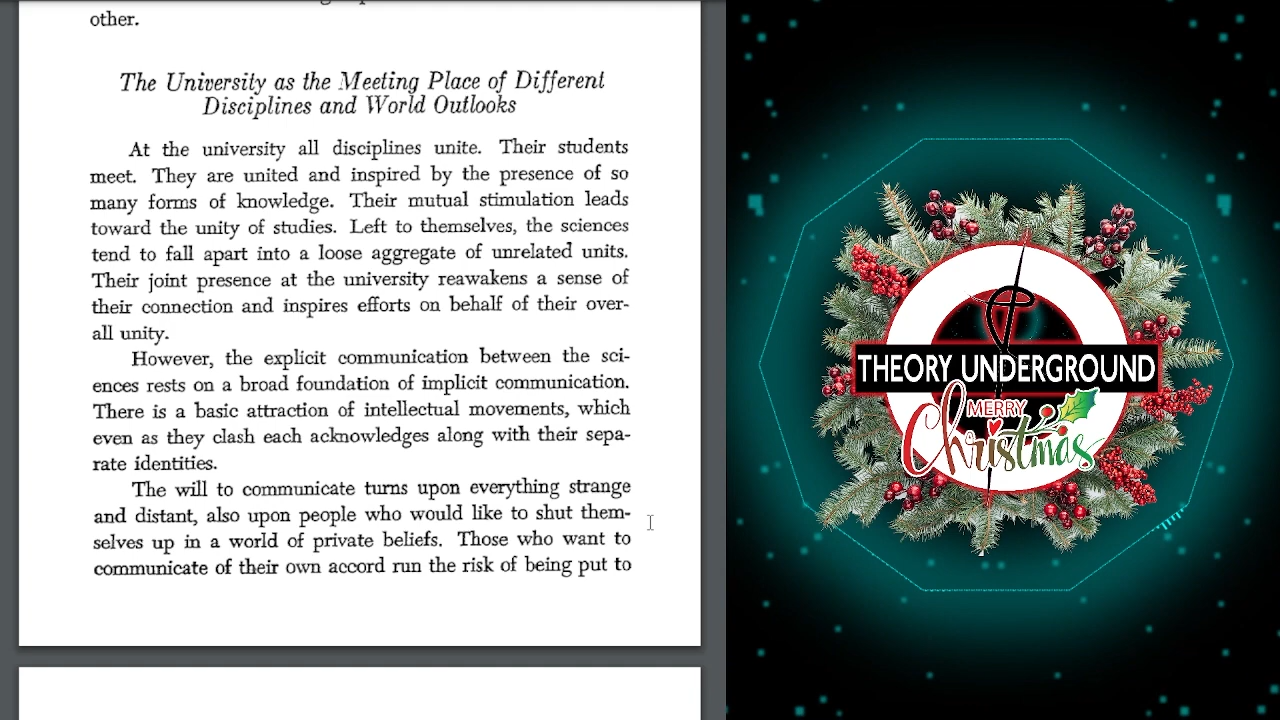 other.
The University as the Meeting Place of Different
Disciplines and World Outlooks
At the university all disciplines unite. Their students
meet. They are united and inspired by the presence of so
many forms of knowledge. Their mutual stimulation leads
toward the unity of studies. Left to themselves, the sciences
tend to fall apart into a loose aggregate of unrelated units.
Their joint presence at the university reawakens a sense of
their connection and inspires efforts on behalf of their over-
all unity.
However, the explicit communication between the sci-
ences rests on a broad foundation of implicit communication.
There is a basic attraction of intellectual movements, which
even as they clash each acknowledges along with their sepa-
rate identities.
The will to communicate turns upon everything strange
and distant, also upon people who would like to shut them-
selves up in a world of private beliefs. Those who want to
communicate of their own accord run the risk of being put to
THEORY UNDERGROUND
MERRY
Christmas